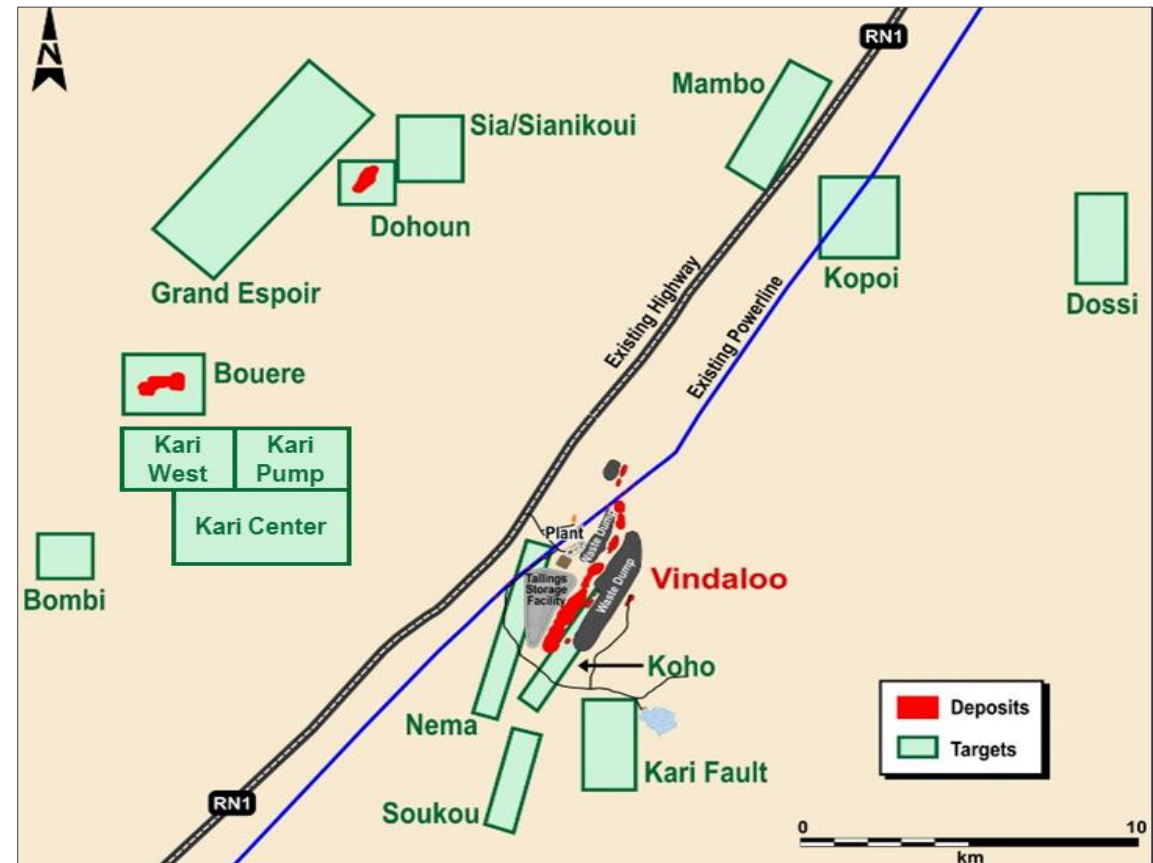 N
RN1
Mambo
Sia/Sianikoui
Dohoun
Kopoi
Grand Espoir
Dossi
Existing Highway
Existing Powerline
Bouere
Kari
West
Kari
Pump
Kari Center
Plant
Waste Dump
Bombi
Tailings
Storage
Facility
Waste Dump
Vindaloo
Koho
Nema
Kari Fault
Soukou
Deposits
Targets
RN1
0
10
km